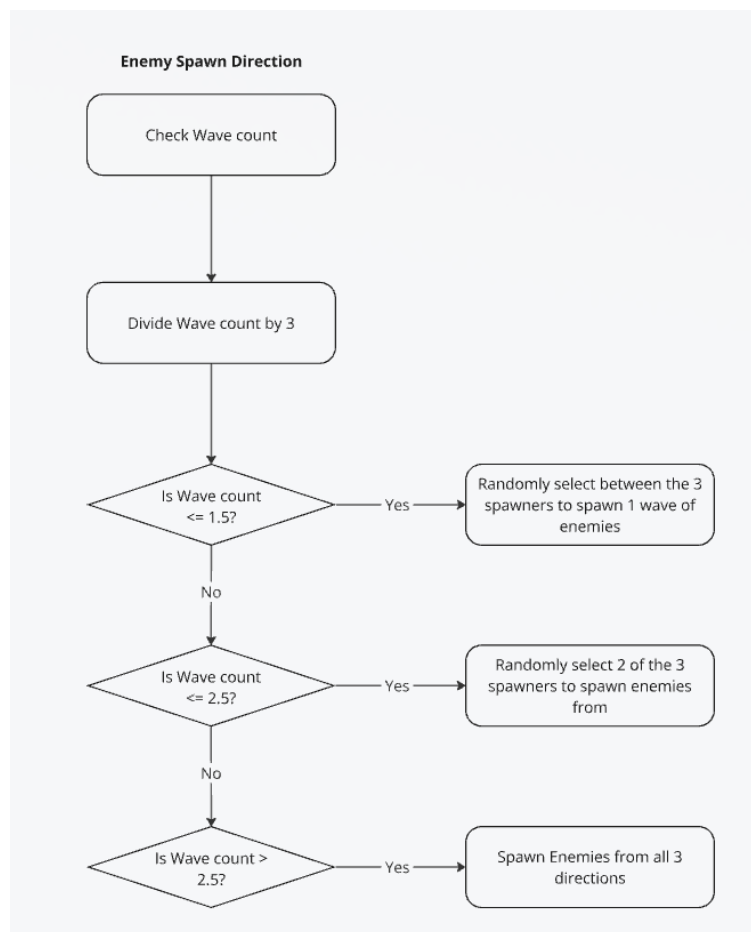 Enemy Spawn Direction
Check Wave count
Divide Wave count by 3
Is Wave count
<= 1.5?
Yes
Randomly select between the 3
spawners to spawn 1 wave of
enemies
No
Is Wave count
<= 2.5?
Yes
Randomly select 2 of the 3
spawners to spawn enemies
from
No
Is Wave count >
2.5?
Yes
Spawn Enemies from all 3
directions